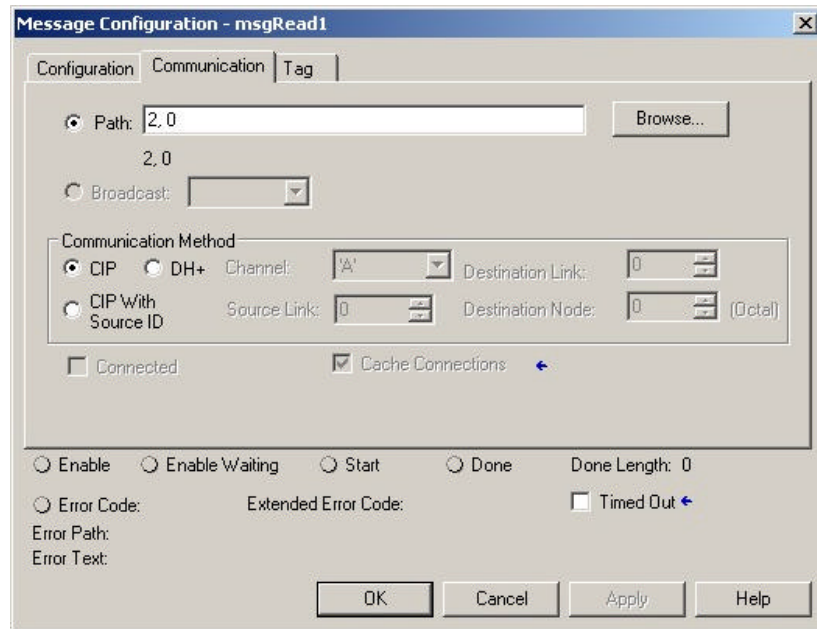 Message Configuration - msgRead1
Configuration Communication Tag
Path: 2, 0 Browse...
2, 0
Broadcast:
Communication Method
CIP DH+ Channel: 'A' Destination Link: 0
CIP With Source ID Source Link: 0 Destination Node: 0 (Octal)
Connected Cache Connections
Enable Enable Waiting Start Done Done Length: 0
Error Code: Extended Error Code: Timed Out
Error Path:
Error Text:
OK Cancel Apply Help